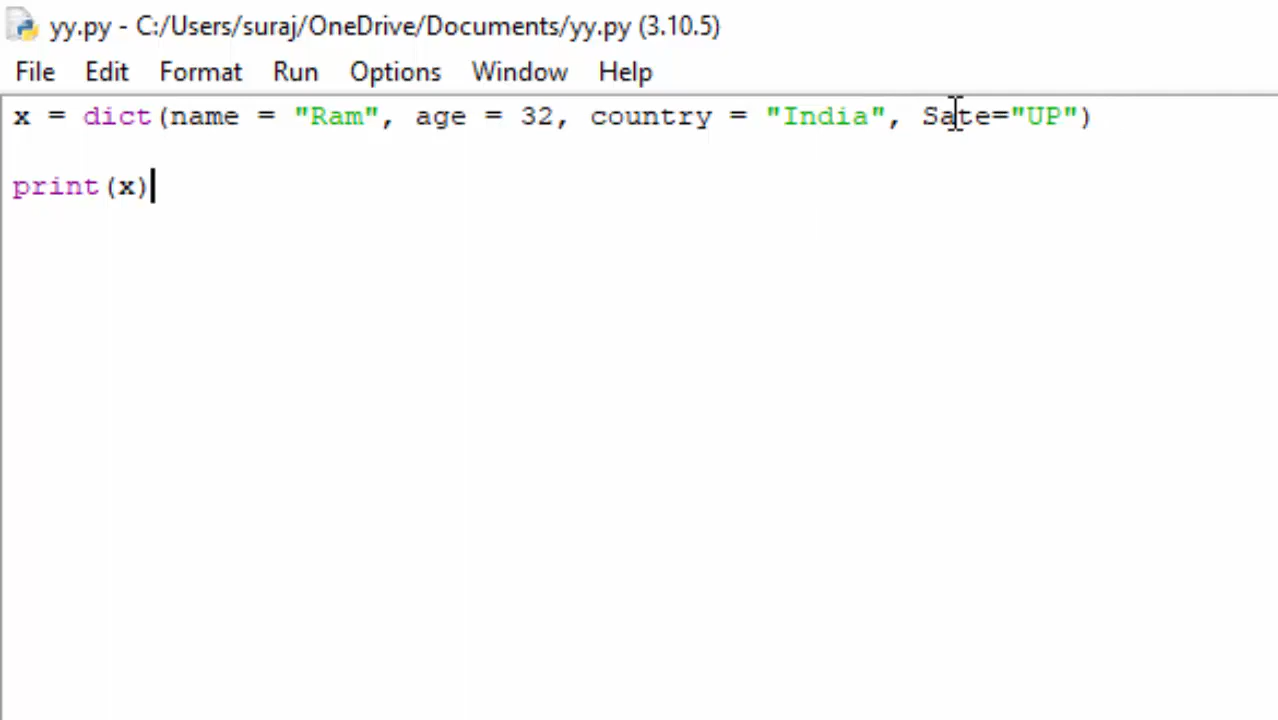 yy.py - C:/Users/suraj/OneDrive/Documents/yy.py (3.10.5)
File Edit Format Run Options Window Help
x = dict(name = "Ram", age = 32, country = "India", Sate="UP")
print(x)